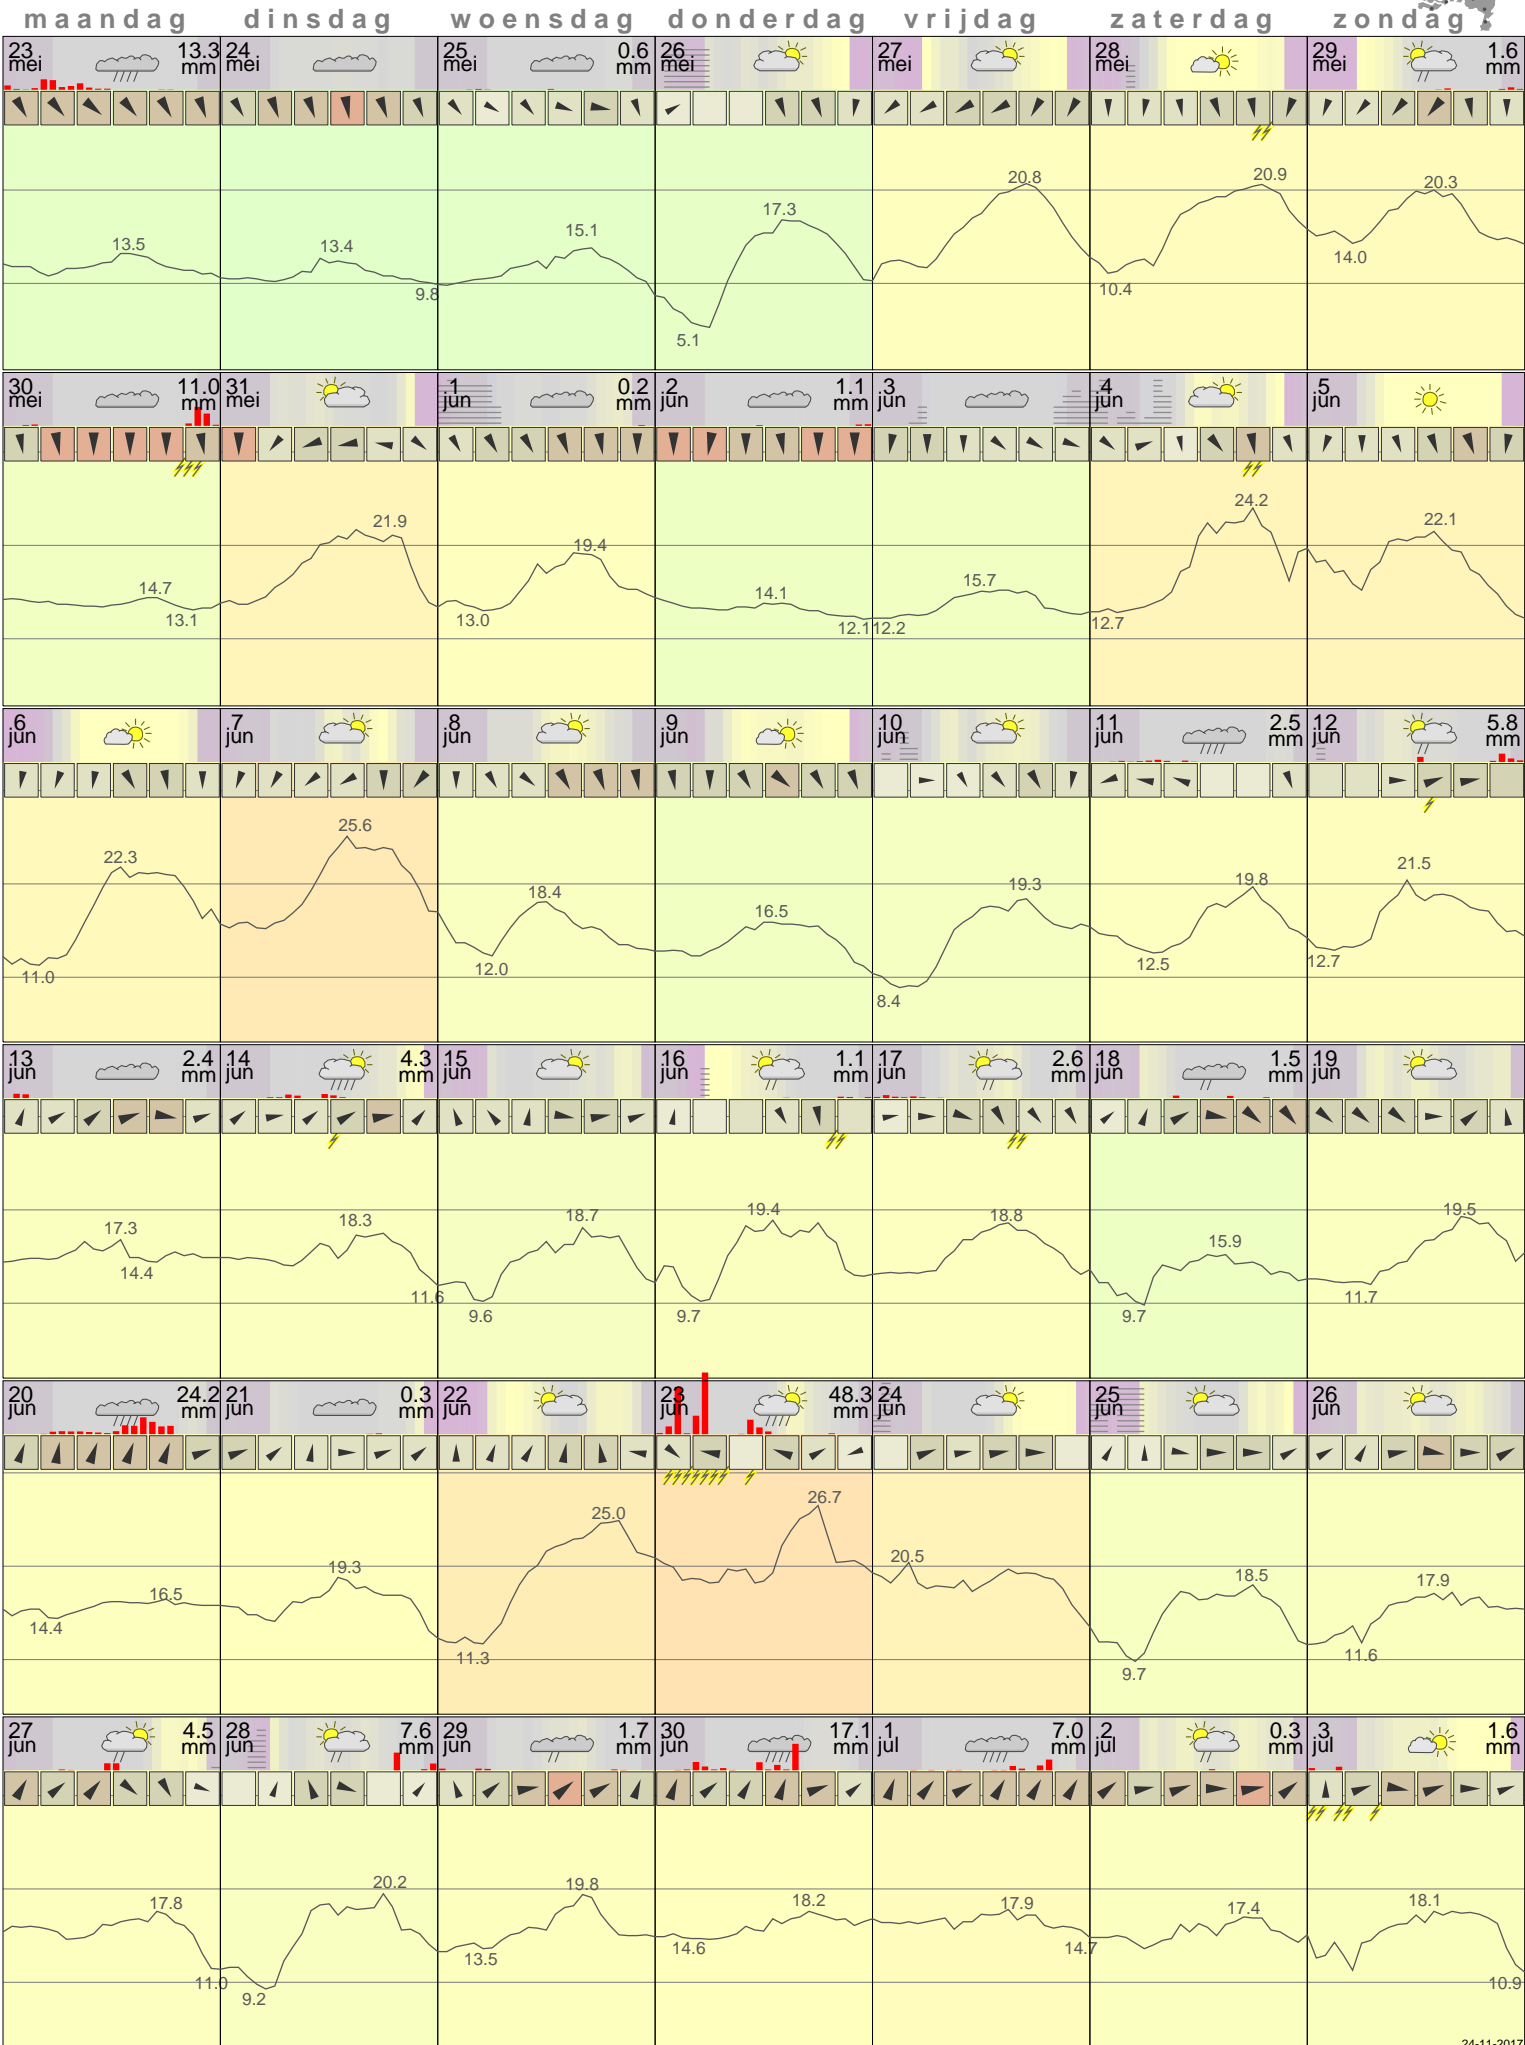 maandag dinsdag woensdag donderdag vrijdag zaterdag zondag
23 mei 13.3 mm 24 mei 25 mei 0.6 mm 26 mei 27 mei 28 mei 29 mei 1.6 mm
13.5 13.4 9.8 15.1 5.1 17.3 20.8 10.4 20.9 14.0 20.3
30 mei 11.0 mm 31 mei 1 jun 0.2 mm 2 jun 1.1 mm 3 jun 4 jun 5 jun
14.7 13.1 21.9 13.0 19.4 14.1 12.1 12.2 15.7 12.7 24.2 22.1
6 jun 7 jun 8 jun 9 jun 10 jun 11 jun 2.5 mm 12 jun 5.8 mm
11.0 22.3 25.6 12.0 18.4 16.5 8.4 19.3 12.5 19.8 12.7 21.5
13 jun 2.4 mm 14 jun 4.3 mm 15 jun 16 jun 1.1 mm 17 jun 2.6 mm 18 jun 1.5 mm 19 jun
17.3 14.4 18.3 11.6 9.6 18.7 9.7 19.4 18.8 9.7 15.9 11.7 19.5
20 jun 24.2 mm 21 jun 0.3 mm 22 jun 23 jun 48.3 mm 24 jun 25 jun 26 jun
14.4 16.5 19.3 11.3 25.0 26.7 20.5 9.7 18.5 11.6 17.9
27 jun 4.5 mm 28 jun 7.6 mm 29 jun 1.7 mm 30 jun 17.1 mm 1 jul 7.0 mm 2 jul 0.3 mm 3 jul 1.6 mm
17.8 11.0 9.2 20.2 13.5 19.8 14.6 18.2 17.9 14.7 17.4 18.1 10.9
24-11-2017